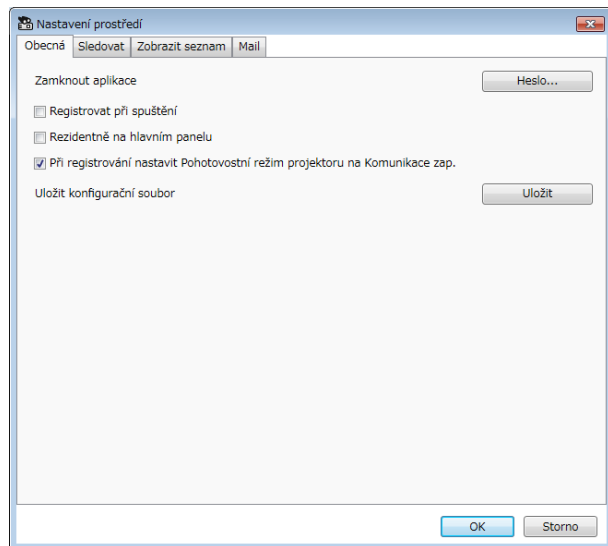 Nastavení prostředí
Obecná Sledovat Zobrazit seznam Mail
Zamknout aplikace Heslo...
Registrovat při spuštění
Rezidentně na hlavním panelu
Při registrování nastavit Pohotovostní režim projektoru na Komunikace zap.
Uložit konfigurační soubor Uložit
OK Storno